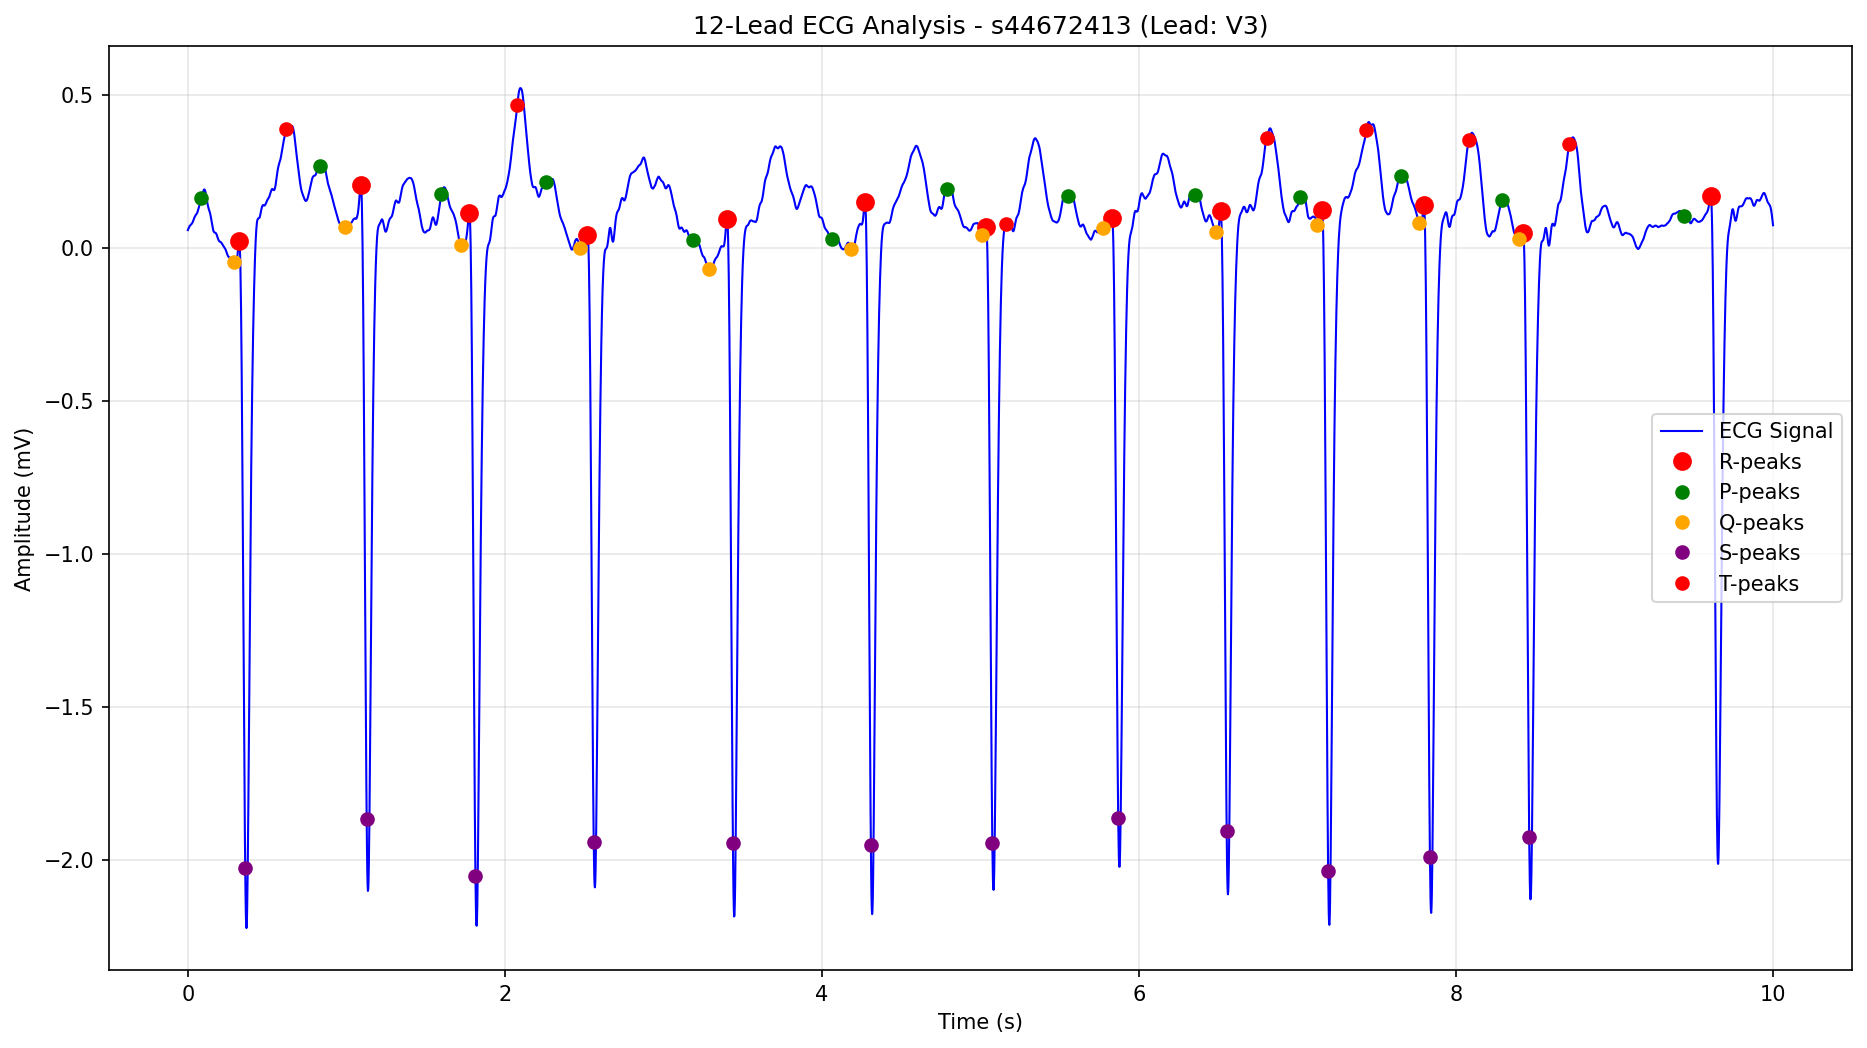 12-Lead ECG Analysis - s44672413 (Lead: V3)
Amplitude (mV)
0.5
0.0
−0.5
−1.0
−1.5
−2.0
ECG Signal
R-peaks
P-peaks
Q-peaks
S-peaks
T-peaks
0 2 4 6 8 10
Time (s)